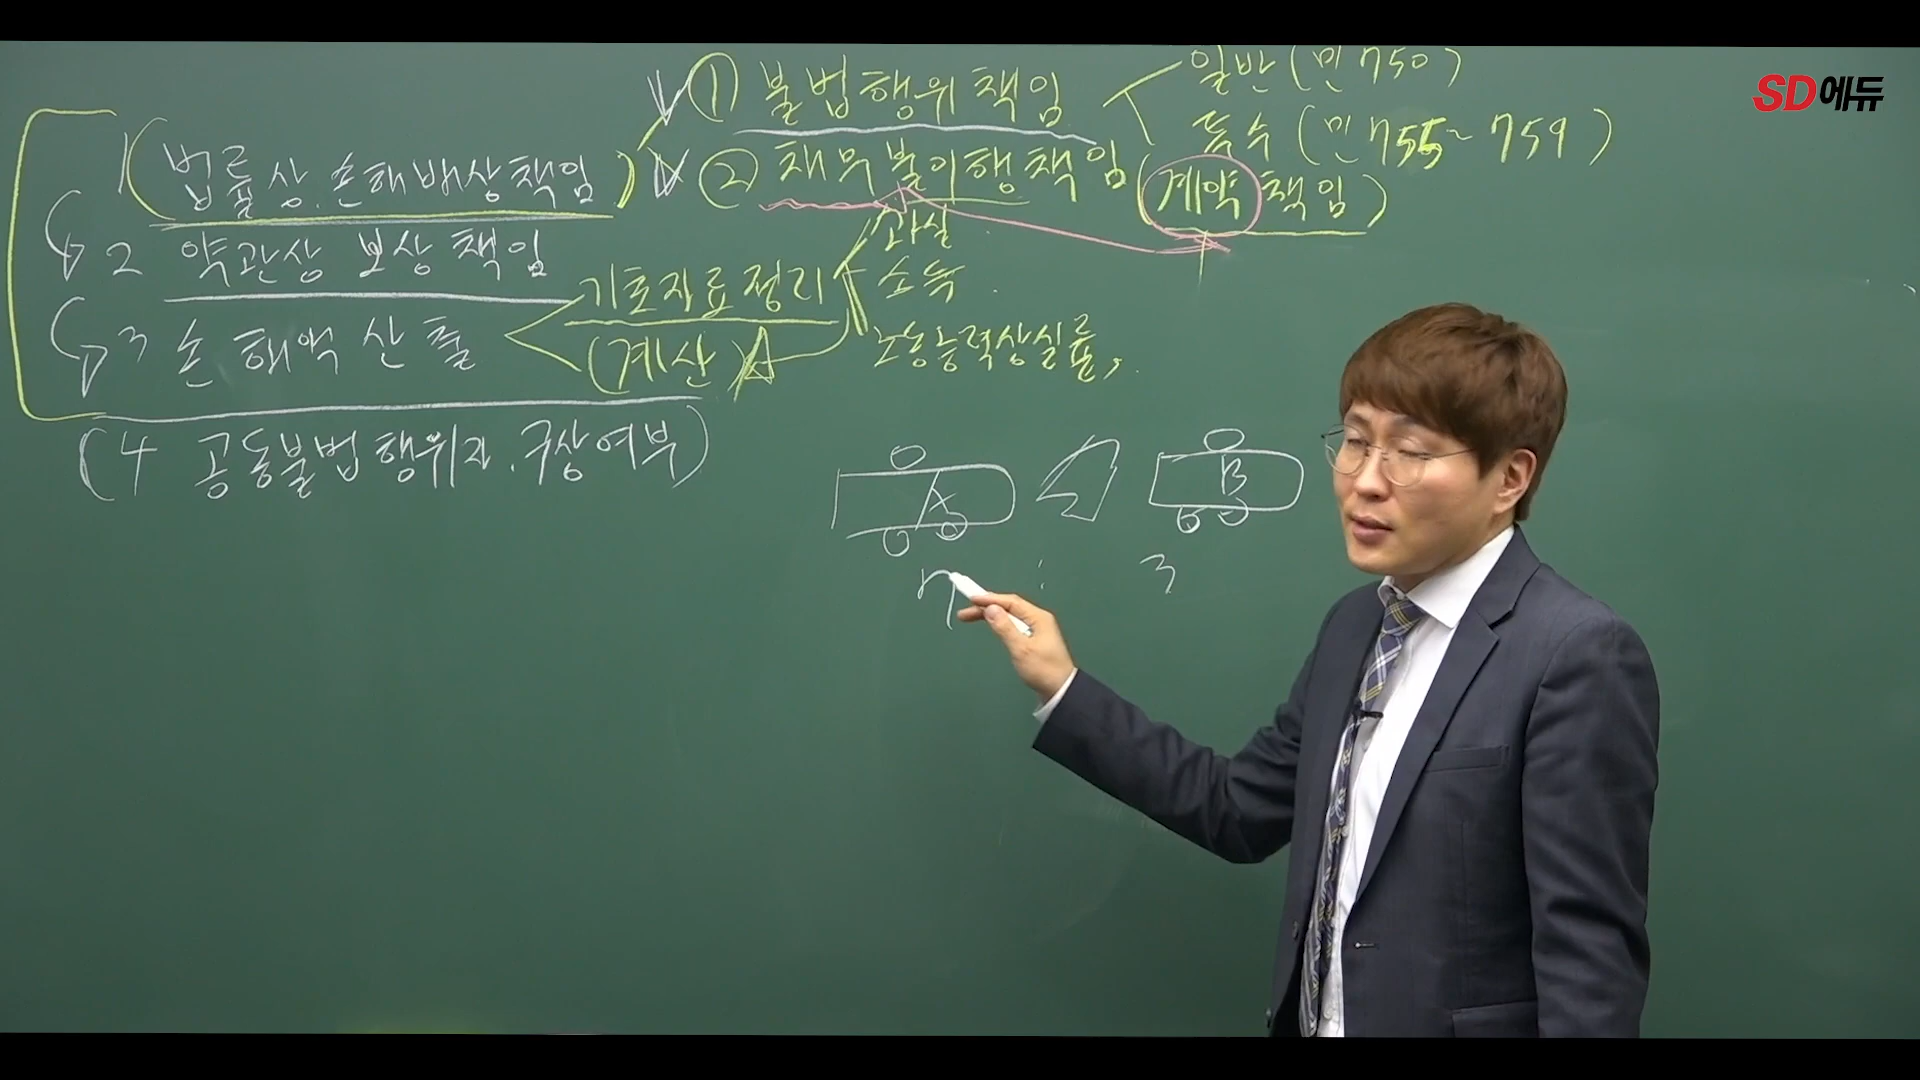 SD에듀
① 불법행위책임
일반 (민 750)
특수 (민 755~759)
1 (법률상 손해배상책임)
② 채무불이행책임 (계약책임)
2 약관상 보상책임
과실
기초자료정리
소득
3 손해액 산출
(계산)
노동능력상실률,
(4 공동불법행위자. 구상여부)
A
B
7 : 3